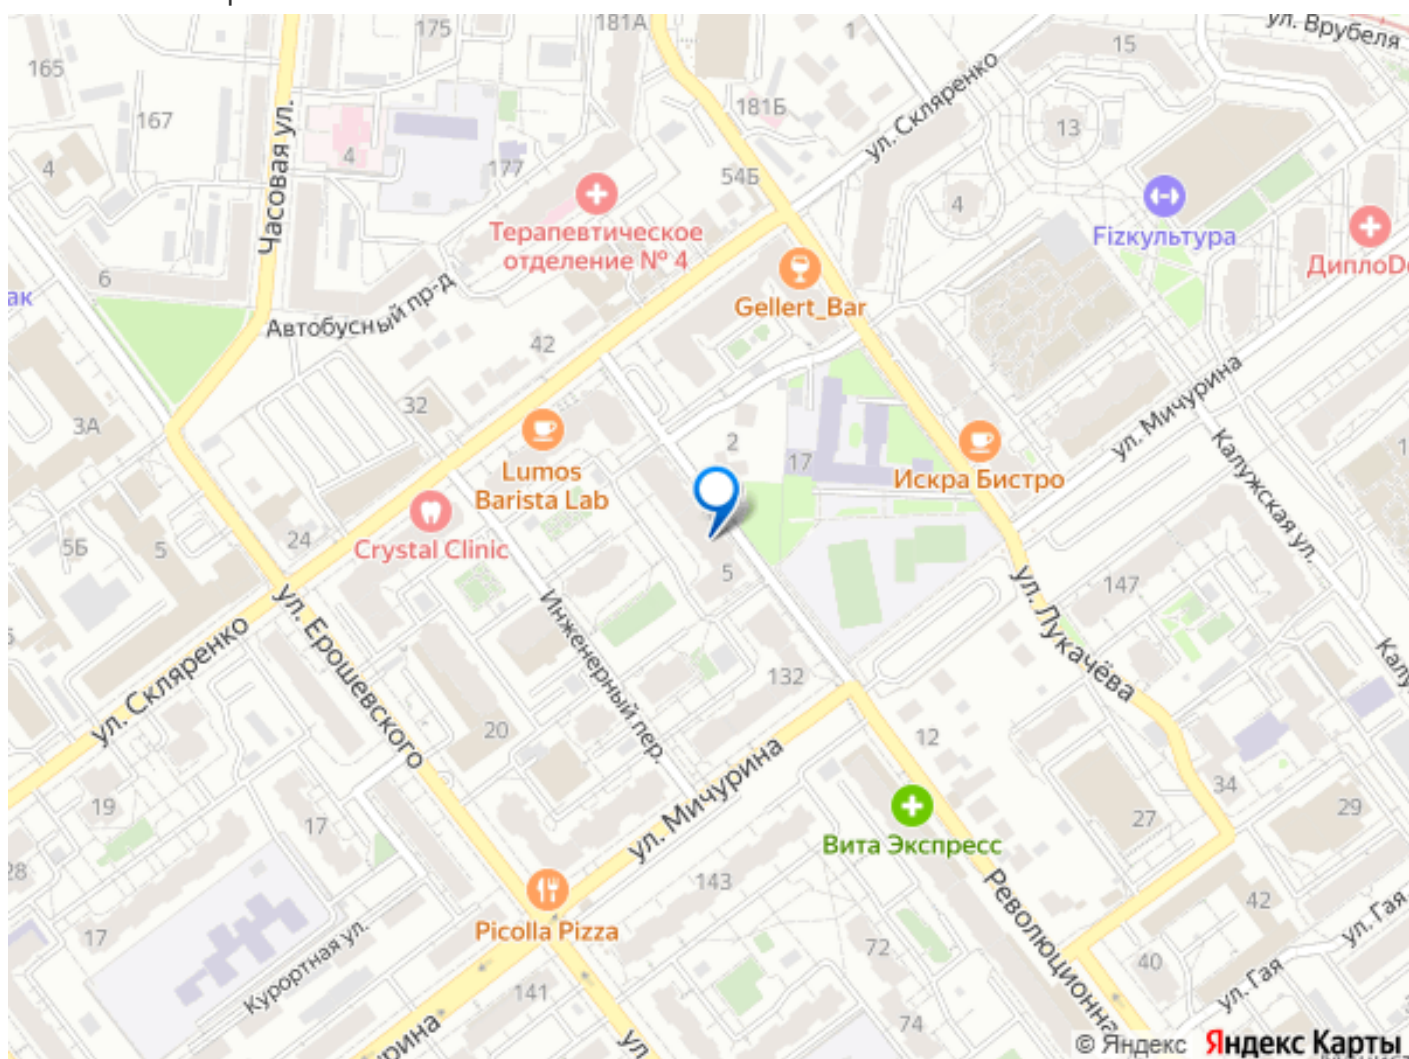 175
181А
ул. Врубеля
165
15
ул. Скляренко
167
181Б
13
Часовая ул.
4
4
177
54Б
4
Терапевтическое
отделение № 4
Fizкультура
6
ак
Автобусный пр-д
Gellert_Bar
42
32
ул. Мичурина
3А
2
17
Lumos
Barista Lab
Искра Бистро
Калужская ул.
5Б
5
24
Crystal Clinic
5
ул. Ерошевского
Инженерный пер.
ул. Лукачёва
147
ул. Скляренко
132
20
12
34
19
17
ул. Мичурина
Вита Экспресс
27
29
28
143
Революционная
42
Picolla Pizza
17
Курортная ул.
72
ул. Гая
40
ул. Гая
141
74
ул
© Яндекс Яндекс Карты